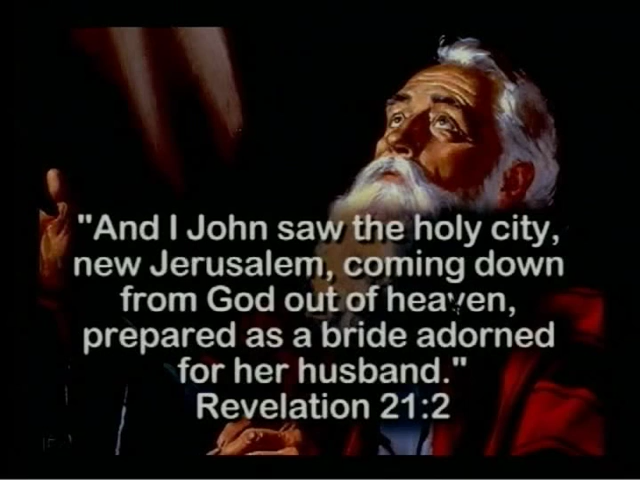 "And I John saw the holy city,
new Jerusalem, coming down
from God out of heaven,
prepared as a bride adorned
for her husband."
Revelation 21:2